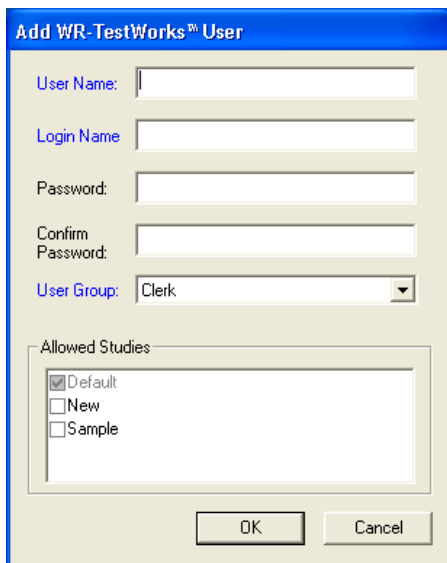 Add WR-TestWorks™ User
User Name:
Login Name
Password:
Confirm
Password:
User Group: Clerk
Allowed Studies
Default
New
Sample
OK Cancel